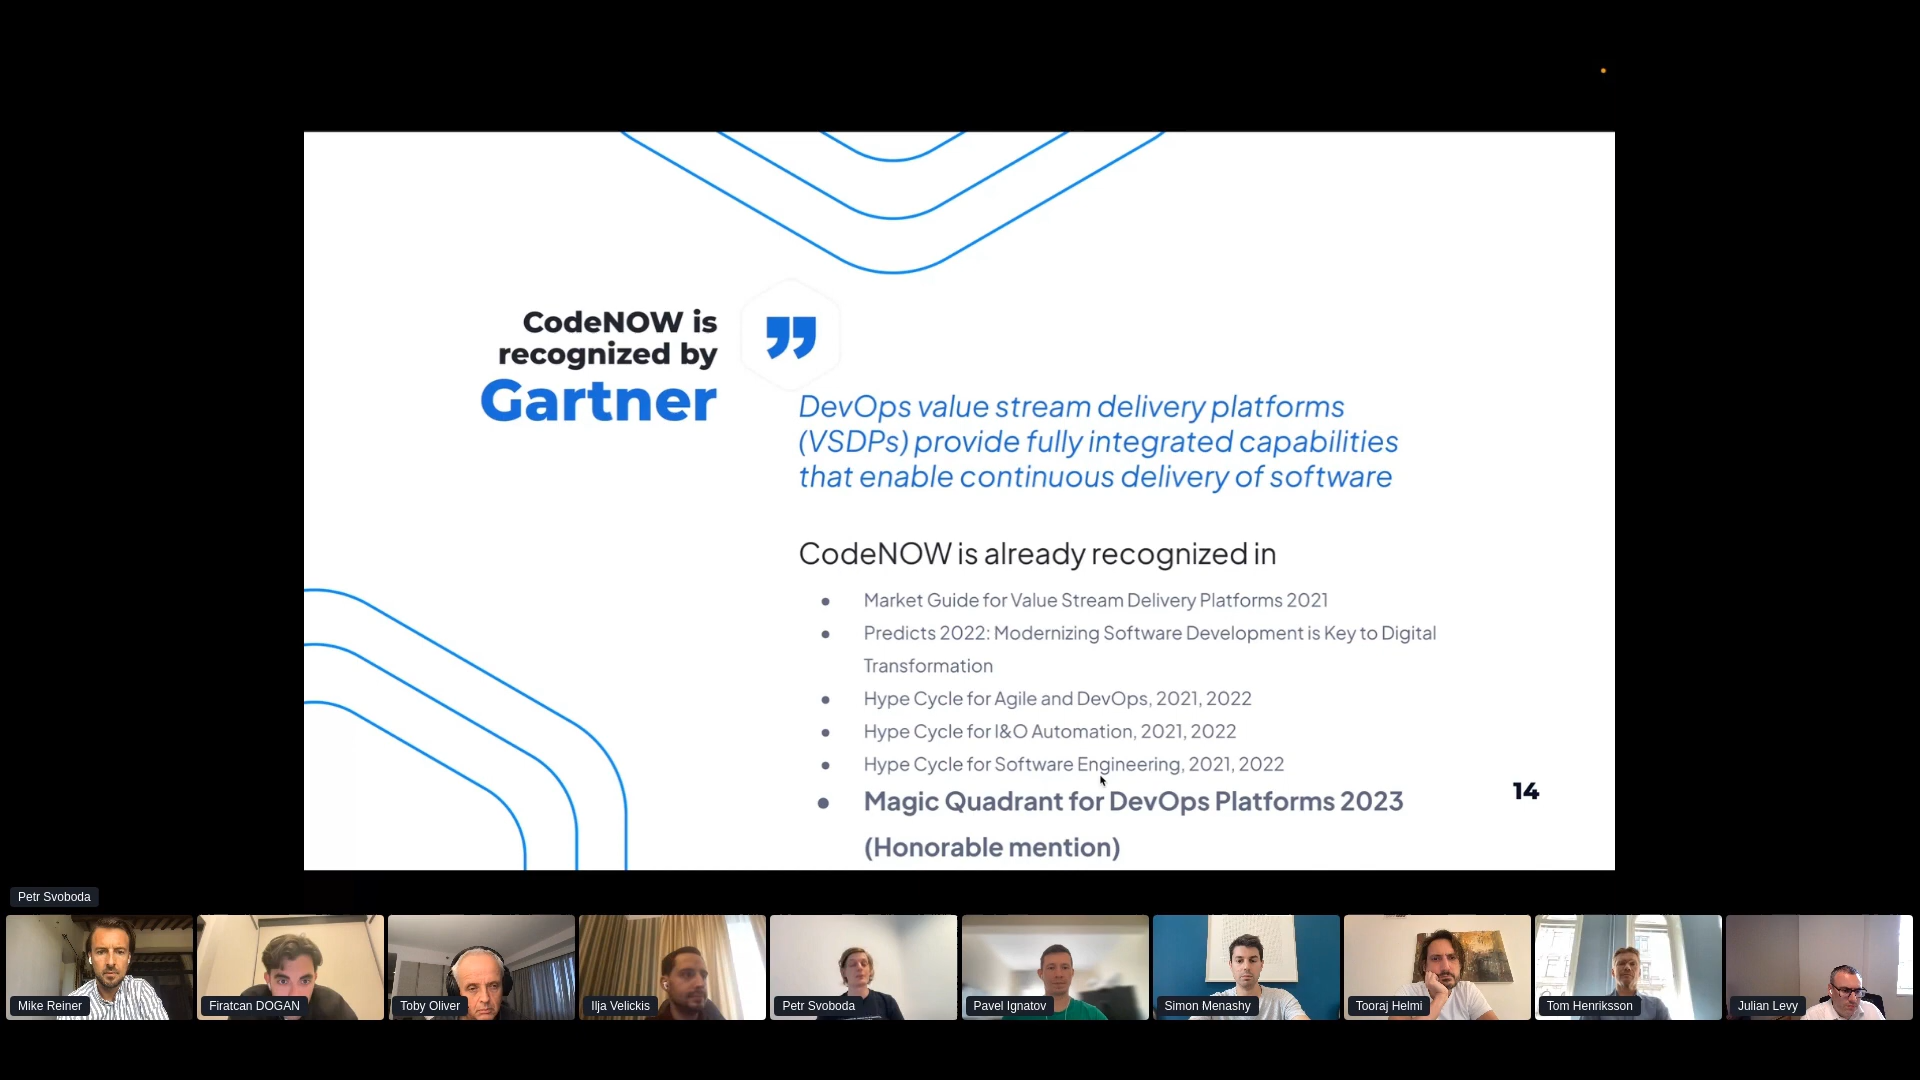 CodeNOW is
recognized by
Gartner
DevOps value stream delivery platforms
(VSDPs) provide fully integrated capabilities
that enable continuous delivery of software
CodeNOW is already recognized in
● Market Guide for Value Stream Delivery Platforms 2021
● Predicts 2022: Modernizing Software Development is Key to Digital
Transformation
● Hype Cycle for Agile and DevOps, 2021, 2022
● Hype Cycle for I&O Automation, 2021, 2022
● Hype Cycle for Software Engineering, 2021, 2022
● Magic Quadrant for DevOps Platforms 2023
(Honorable mention)
14
Petr Svoboda
Mike Reiner
Firatcan DOGAN
Toby Oliver
Ilja Velickis
Petr Svoboda
Pavel Ignatov
Simon Menashy
Tooraj Helmi
Tom Henriksson
Julian Levy